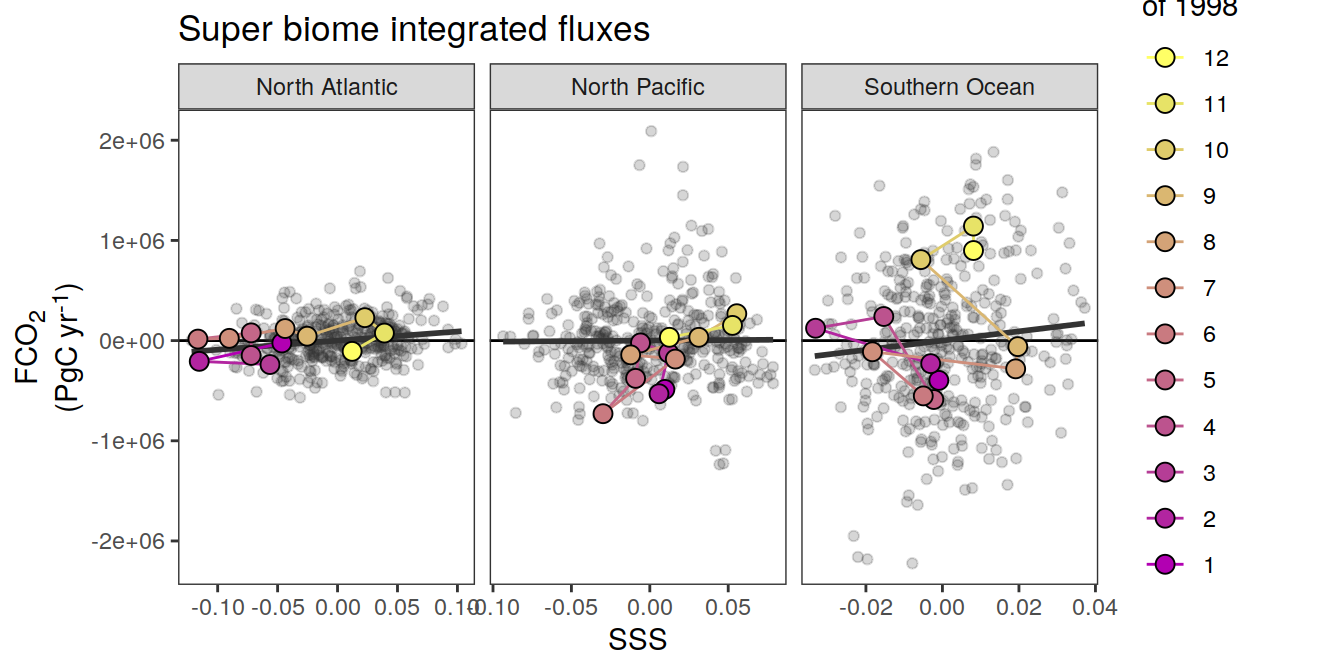 Super biome integrated fluxes
of 1998
North Atlantic
North Pacific
Southern Ocean
2e+06
1e+06
0e+00
-1e+06
-2e+06
FCO2
(PgC yr-1)
-0.10 -0.05 0.00 0.05 0.10
-0.10 -0.05 0.00 0.05
-0.02 0.00 0.02 0.04
SSS
12
11
10
9
8
7
6
5
4
3
2
1